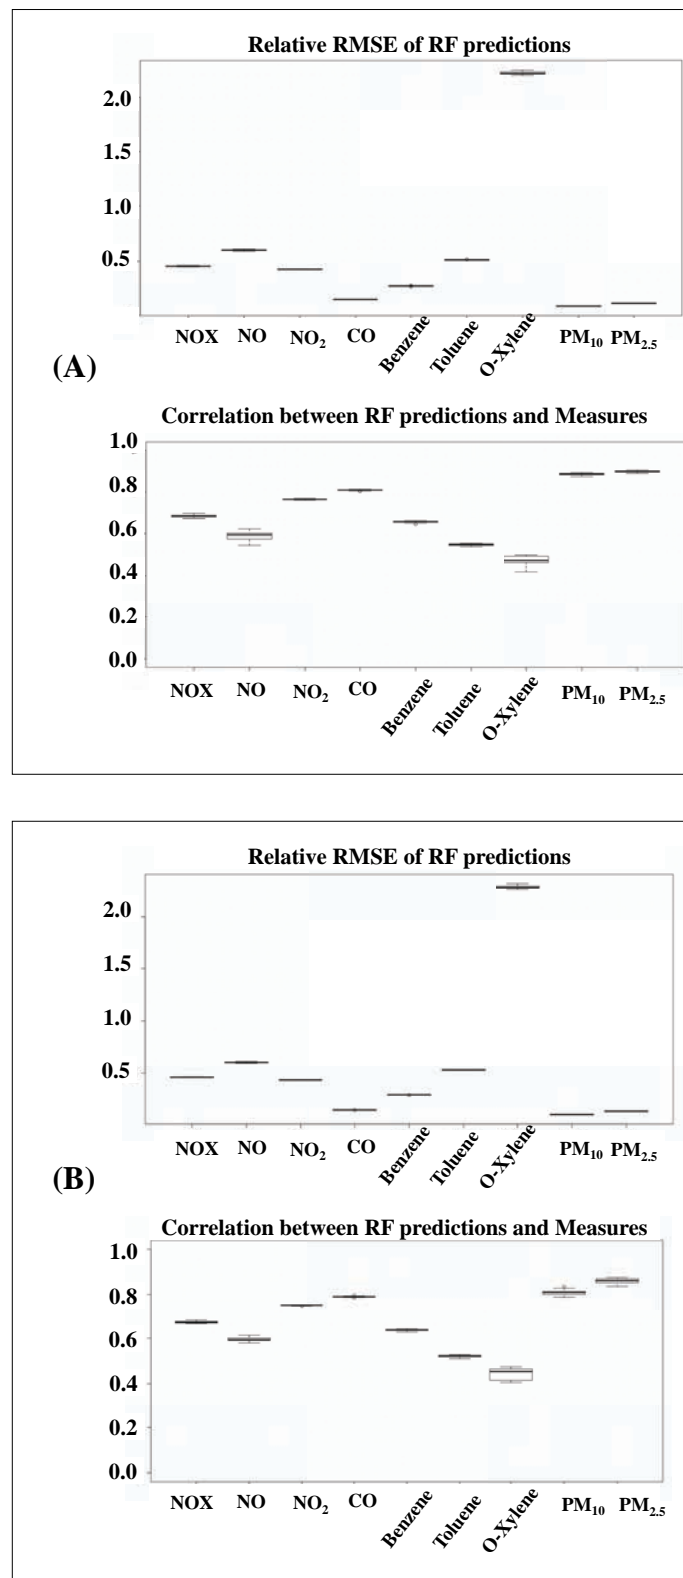 Relative RMSE of RF predictions
2.0
1.5
1.0
0.5
NOX NO NO₂ CO Benzene Toluene O-Xylene PM₁₀ PM₂.₅
(A)
Correlation between RF predictions and Measures
1.0
0.8
0.6
0.4
0.2
0.0
NOX NO NO₂ CO Benzene Toluene O-Xylene PM₁₀ PM₂.₅
Relative RMSE of RF predictions
2.0
1.5
1.0
0.5
NOX NO NO₂ CO Benzene Toluene O-Xylene PM₁₀ PM₂.₅
(B)
Correlation between RF predictions and Measures
1.0
0.8
0.6
0.4
0.2
0.0
NOX NO NO₂ CO Benzene Toluene O-Xylene PM₁₀ PM₂.₅